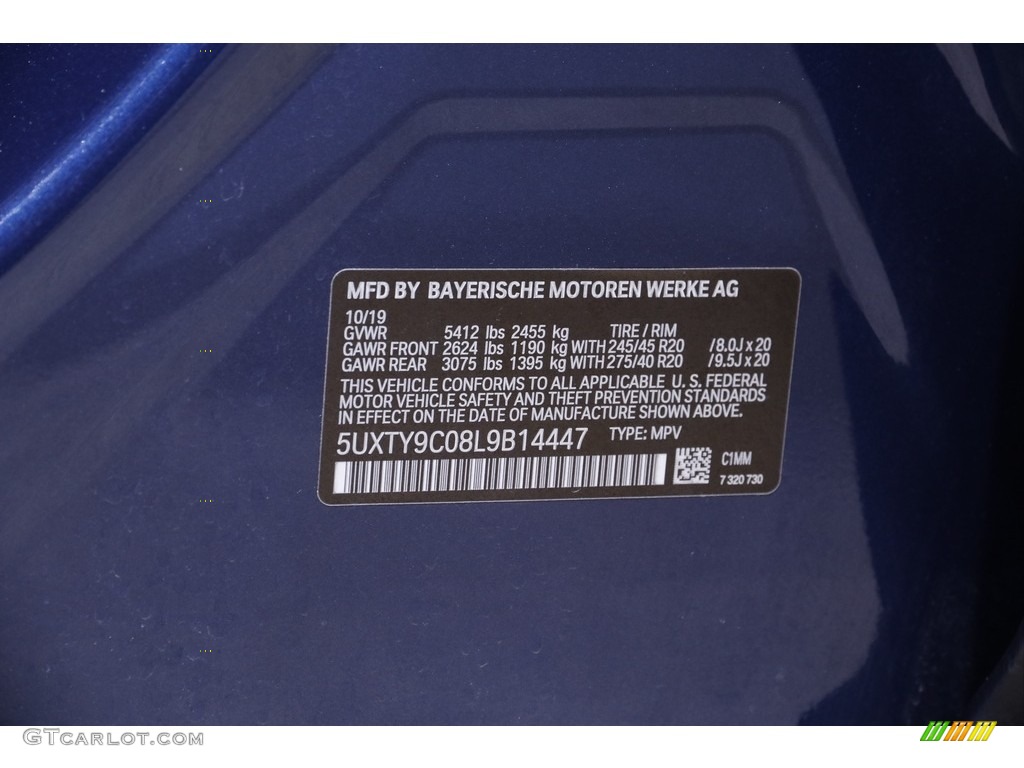 MFD BY BAYERISCHE MOTOREN WERKE AG
10/19
GVWR 5412 lbs 2455 kg TIRE / RIM
GAWR FRONT 2624 lbs 1190 kg WITH 245/45 R20 /8.0J x 20
GAWR REAR 3075 lbs 1395 kg WITH 275/40 R20 /9.5J x 20
THIS VEHICLE CONFORMS TO ALL APPLICABLE U. S. FEDERAL
MOTOR VEHICLE SAFETY AND THEFT PREVENTION STANDARDS
IN EFFECT ON THE DATE OF MANUFACTURE SHOWN ABOVE.
5UXTY9C08L9B14447 TYPE: MPV
C1MM
7 320 730
GTCARLOT.COM